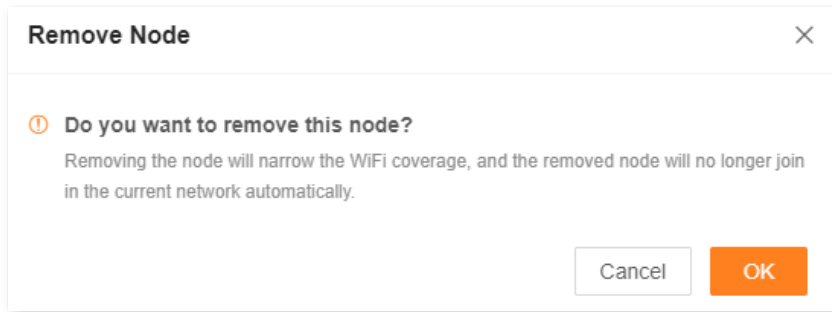 Remove Node
Do you want to remove this node?
Removing the node will narrow the WiFi coverage, and the removed node will no longer join
in the current network automatically.
Cancel
OK